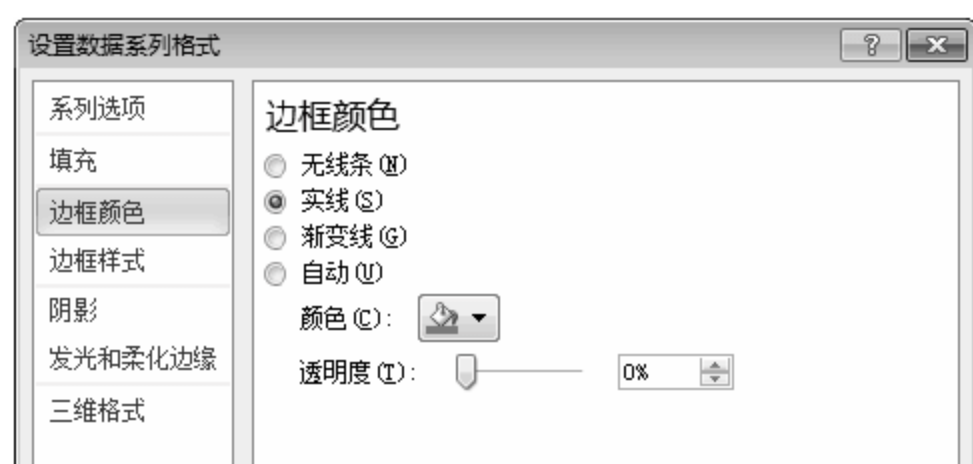 设置数据系列格式
系列选项
填充
边框颜色
边框样式
阴影
发光和柔化边缘
三维格式
边框颜色
无线条(N)
实线(S)
渐变线(G)
自动(U)
颜色(C):
透明度(T): 0%